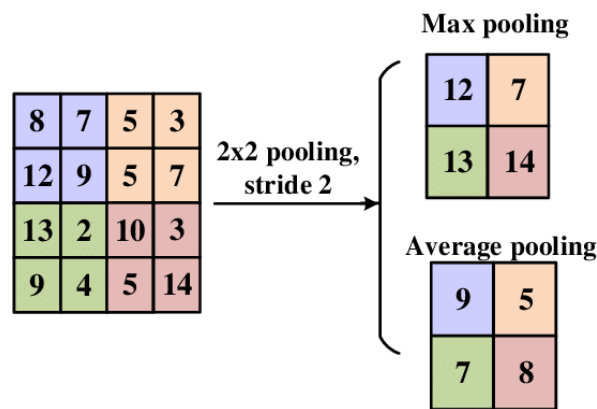 Max pooling
12 7
13 14
8 7 5 3
12 9 5 7
13 2 10 3
9 4 5 14
2x2 pooling,
stride 2
Average pooling
9 5
7 8